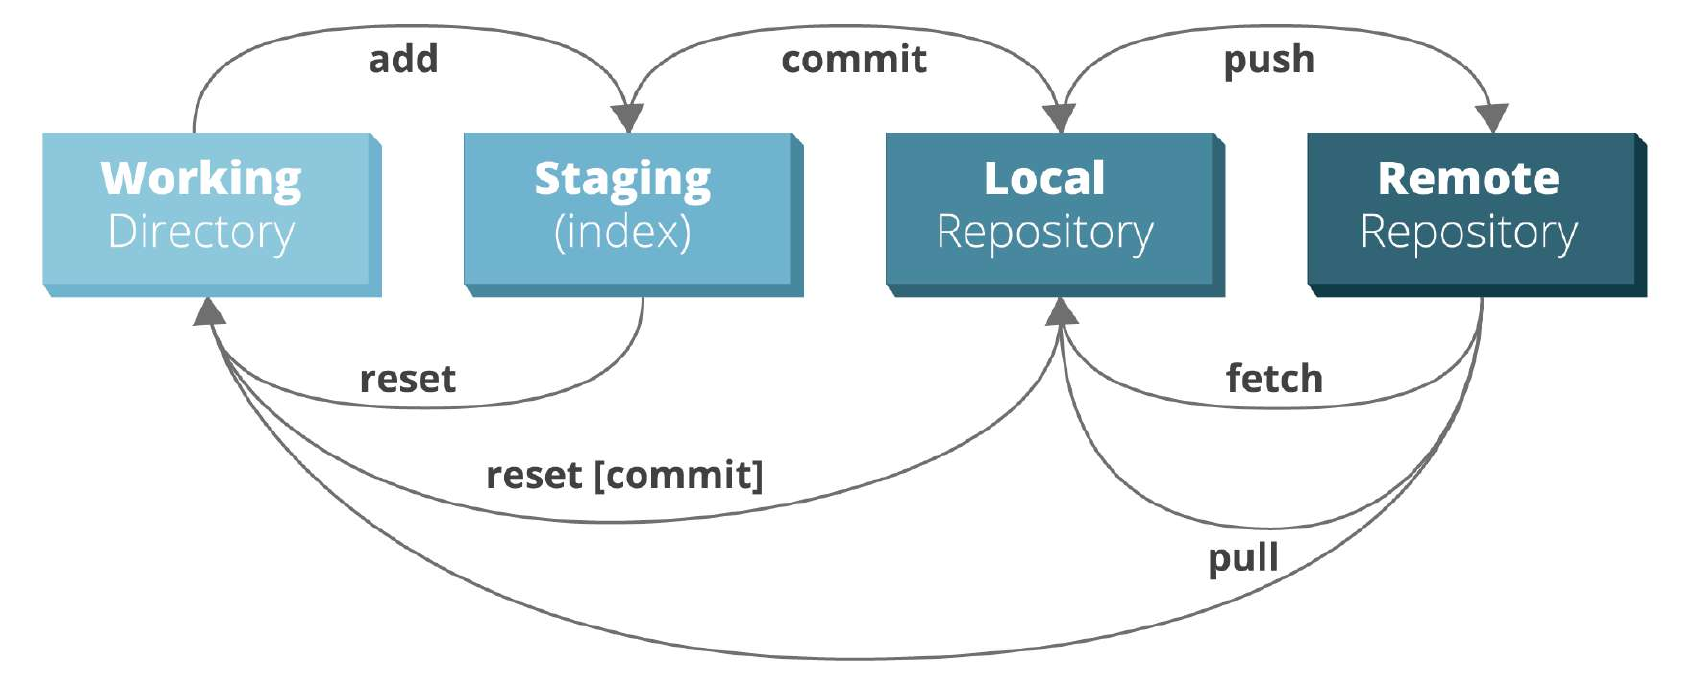 add
commit
push
Working
Directory
Staging
(index)
Local
Repository
Remote
Repository
reset
fetch
reset [commit]
pull